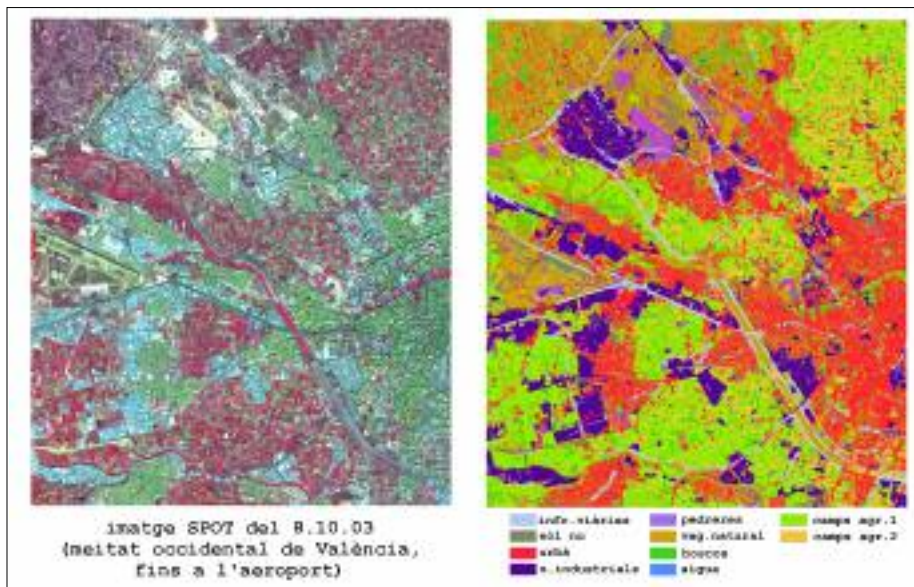 imatge SPOT del 8.10.03
(meitat occidental de València,
fins a l'aeroport)
infr.viàries
sòl nu
urbà
z.industrials
pedreres
veg.natural
boscos
aigua
camps agr.1
camps agr.2